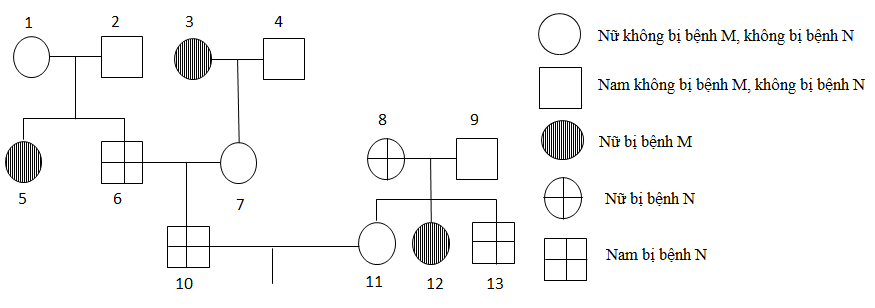 1 2 3 4
Nữ không bị bệnh M, không bị bệnh N
Nam không bị bệnh M, không bị bệnh N
8 9
Nữ bị bệnh M
5 6 7
Nữ bị bệnh N
Nam bị bệnh N
10 11 12 13